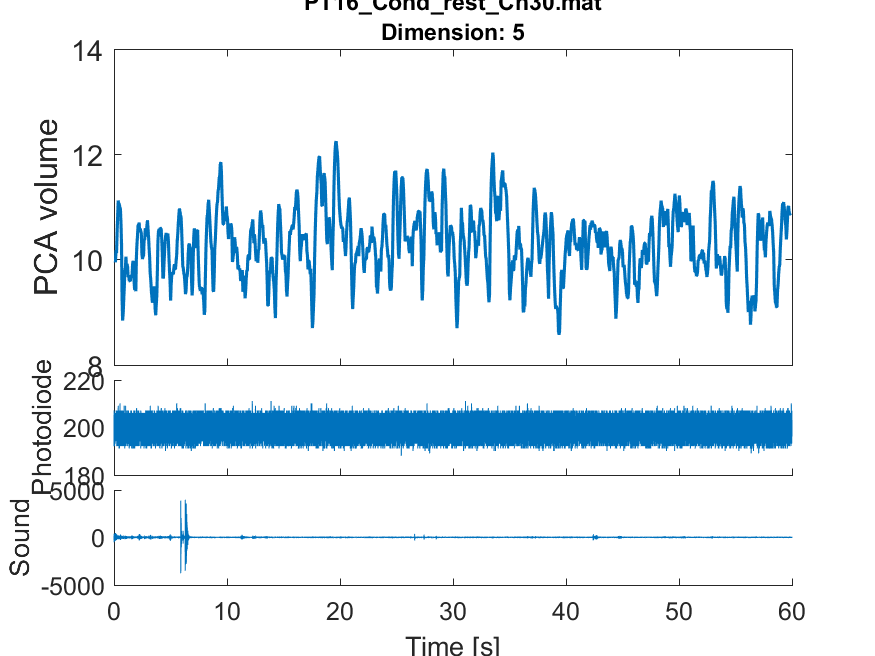 PT16_Cond_rest_Ch30.mat
Dimension: 5
14
12
10
8
PCA volume
220
200
180
Photodiode
5000
0
-5000
Sound
0 10 20 30 40 50 60
Time [s]